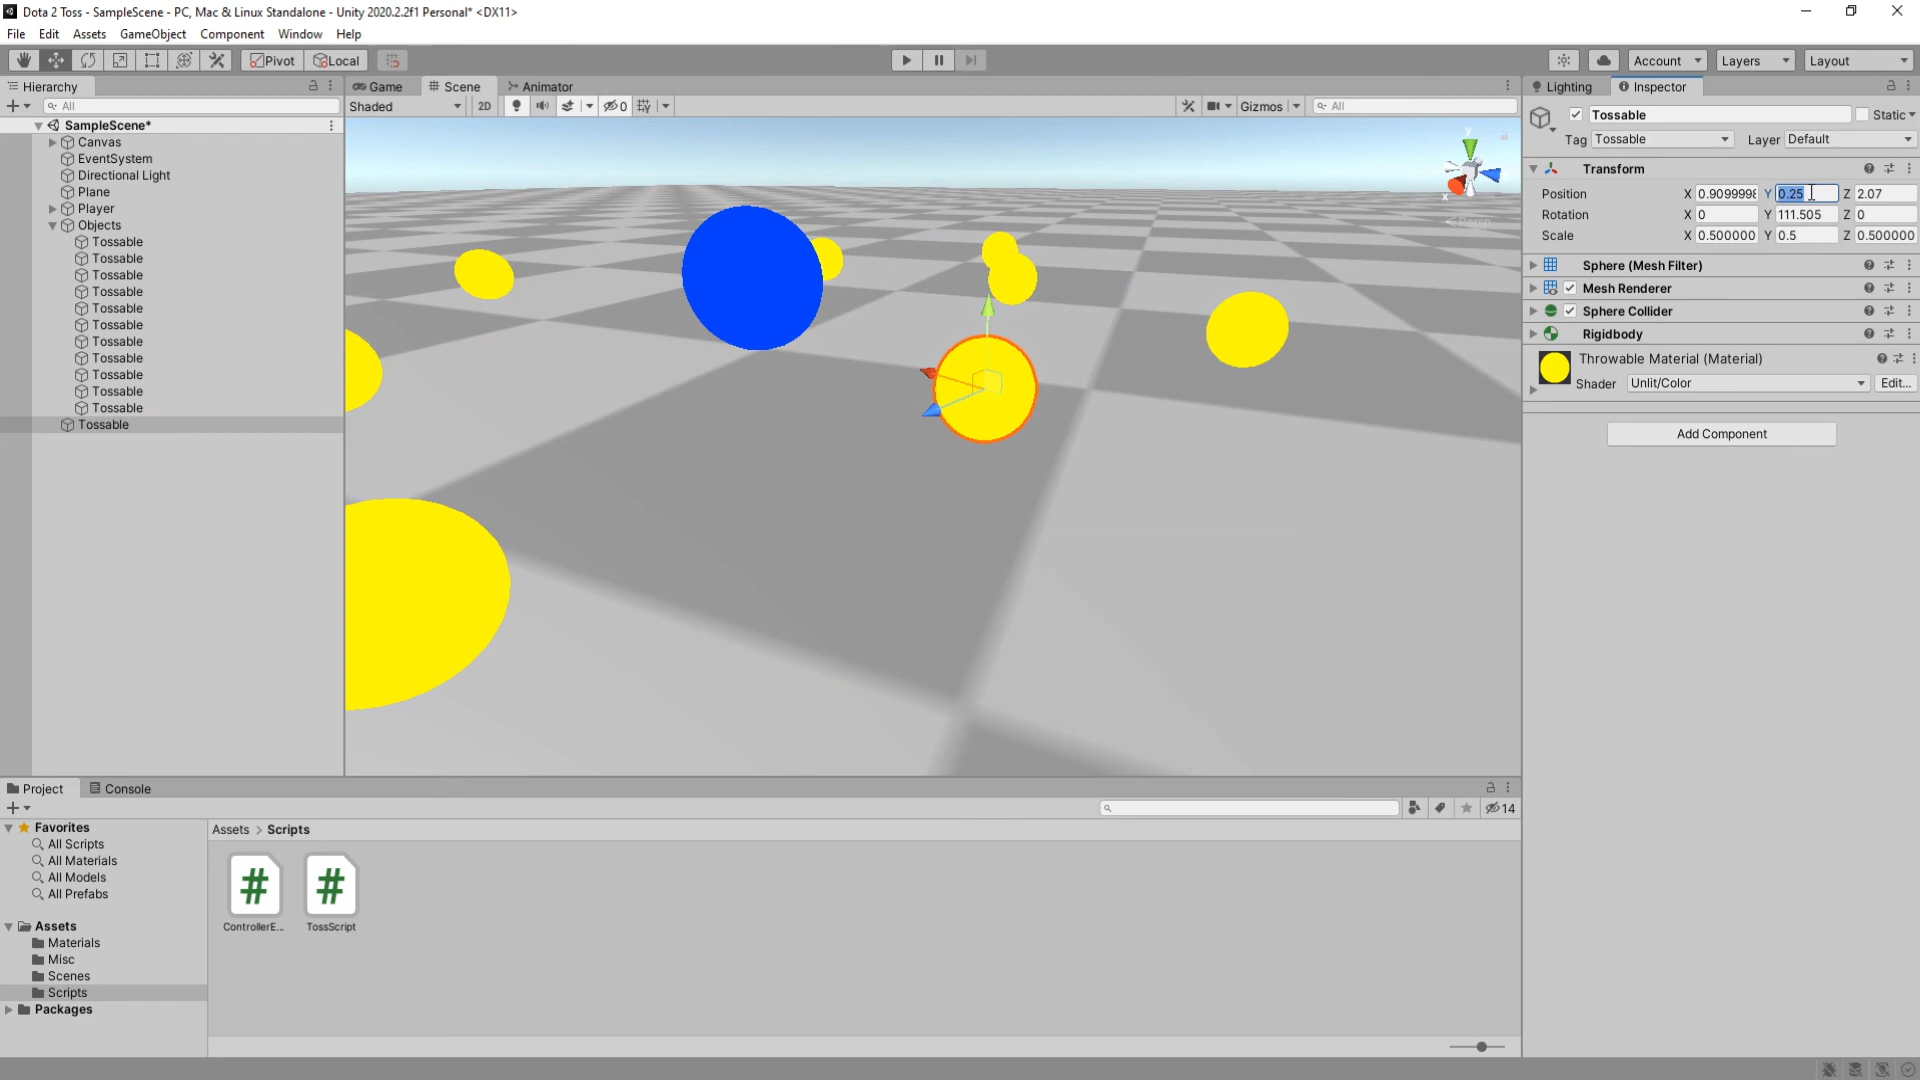 Dota 2 Toss - SampleScene - PC, Mac & Linux Standalone - Unity 2020.2.2f1 Personal* <DX11>
File Edit Assets GameObject Component Window Help
Pivot Local Account Layers Layout
Hierarchy
All
SampleScene*
Canvas
EventSystem
Directional Light
Plane
Player
Objects
Tossable
Tossable
Tossable
Tossable
Tossable
Tossable
Tossable
Tossable
Tossable
Tossable
Tossable
Tossable
Game Scene Animator
Shaded 2D 0 Gizmos All
y
x
< Persp
Lighting Inspector
Tossable Static
Tag Tossable Layer Default
Transform
Position X 0.9099998 Y 0.25 Z 2.07
Rotation X 0 Y 111.505 Z 0
Scale X 0.500000 Y 0.5 Z 0.500000
Sphere (Mesh Filter)
Mesh Renderer
Sphere Collider
Rigidbody
Throwable Material (Material)
Shader Unlit/Color Edit...
Add Component
Project Console
14
Favorites
All Scripts
All Materials
All Models
All Prefabs
Assets
Materials
Misc
Scenes
Scripts
Packages
Assets > Scripts
ControllerE... TossScript